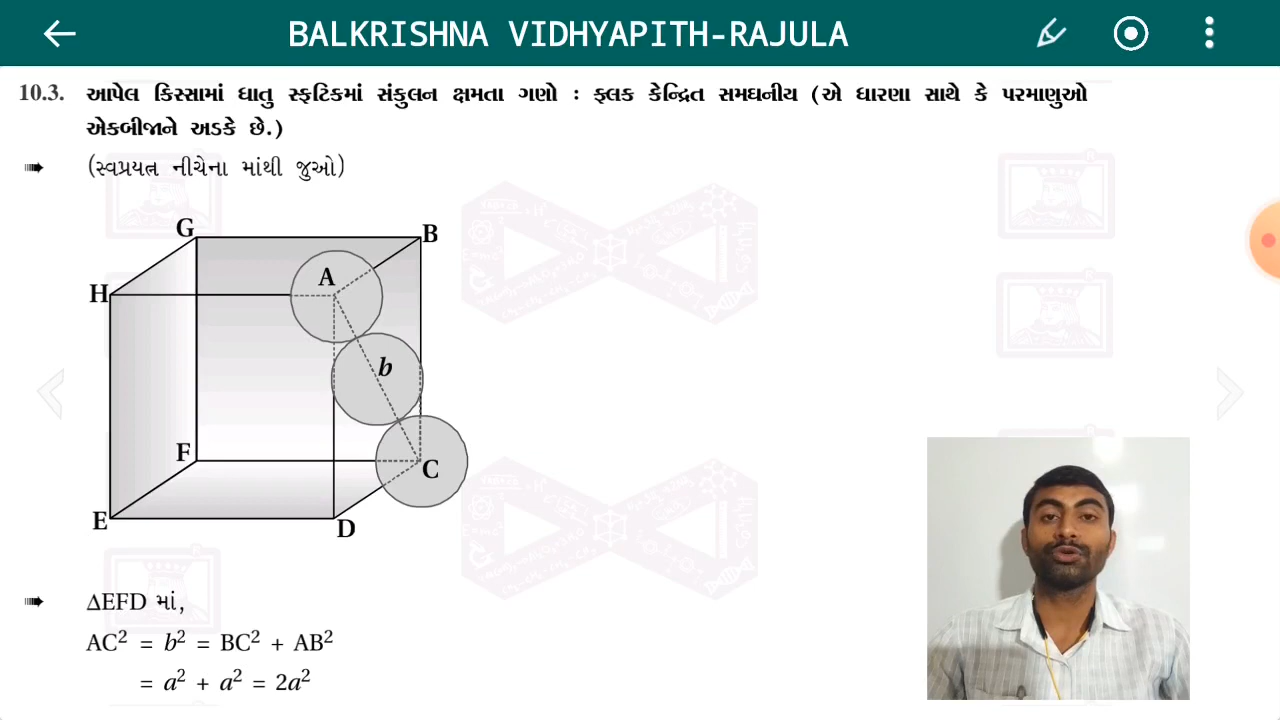 BALKRISHNA VIDHYAPITH-RAJULA
10.3. આપેલ કિસ્સામાં ધાતુ સ્ફટિકમાં સંકુલન ક્ષમતા ગણો : ફલક કેન્દ્રિત સમઘનીય (એ ધારણા સાથે કે પરમાણુઓ
એકબીજાને અડકે છે.)
➠ (સ્વપ્રયત્ન નીચેના માંથી જુઓ)
G
B
A
H
b
F
C
E
D
➠ ΔEFD માં,
AC² = b² = BC² + AB²
= a² + a² = 2a²